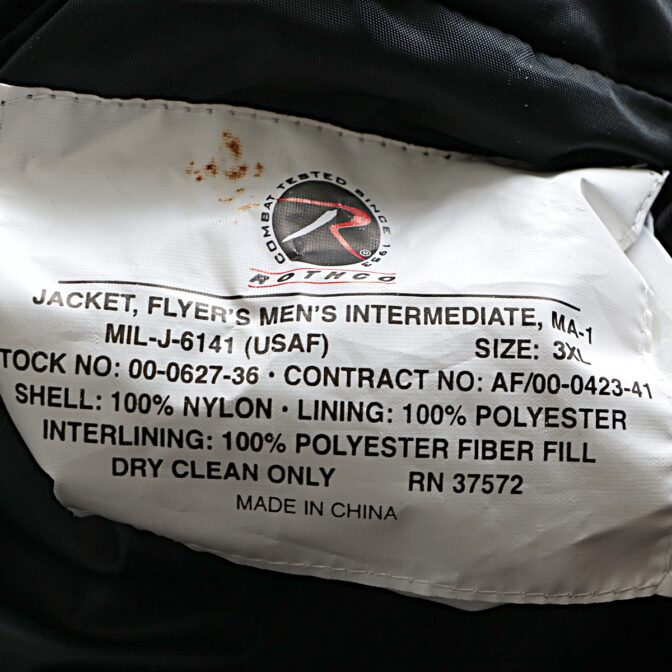 COMBAT TESTED SINCE 1953
R
®
ROTHCO
JACKET, FLYER'S MEN'S INTERMEDIATE, MA-1
MIL-J-6141 (USAF) SIZE: 3XL
TOCK NO: 00-0627-36 · CONTRACT NO: AF/00-0423-41
SHELL: 100% NYLON · LINING: 100% POLYESTER
INTERLINING: 100% POLYESTER FIBER FILL
DRY CLEAN ONLY RN 37572
MADE IN CHINA